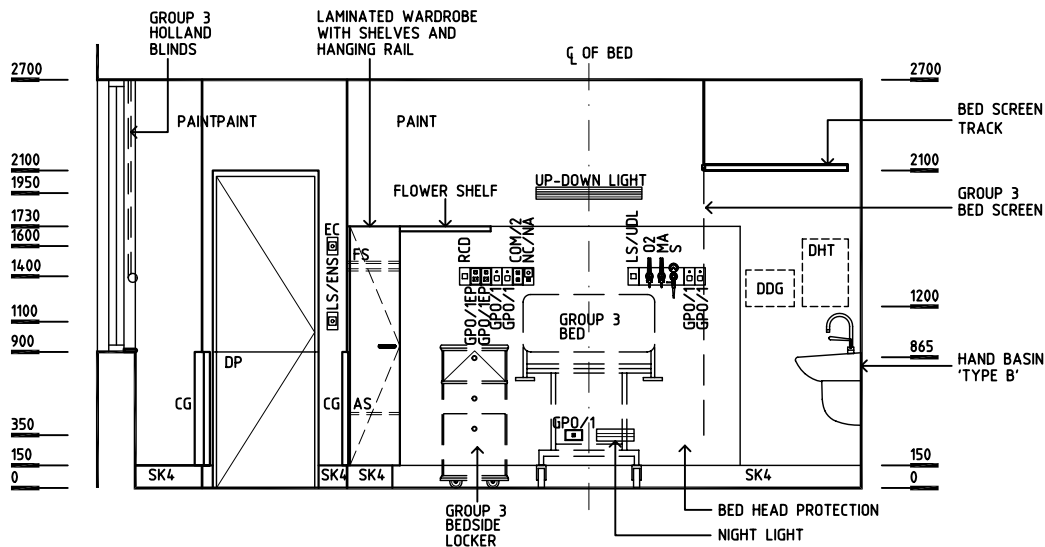 GROUP 3
HOLLAND
BLINDS
LAMINATED WARDROBE
WITH SHELVES AND
HANGING RAIL
℄ OF BED
2700
2700
BED SCREEN
TRACK
PAINTPAINT
PAINT
2100
2100
1950
UP-DOWN LIGHT
FLOWER SHELF
GROUP 3
BED SCREEN
1730
1600
1400
1100
900
350
150
0
EC
LS/ENS
FS
RCD
COM/2
NC/NA
LS/UDL
O2
MA
S
GPO/1EP
GPO/1EP
GPO/1
GPO/1
GPO/1
GPO/1
DHT
DDG
1200
865
GROUP 3
BED
HAND BASIN
'TYPE B'
DP
CG
CG
AS
GPO/1
150
0
SK4
SK4
SK4
SK4
GROUP 3
BEDSIDE
LOCKER
BED HEAD PROTECTION
NIGHT LIGHT